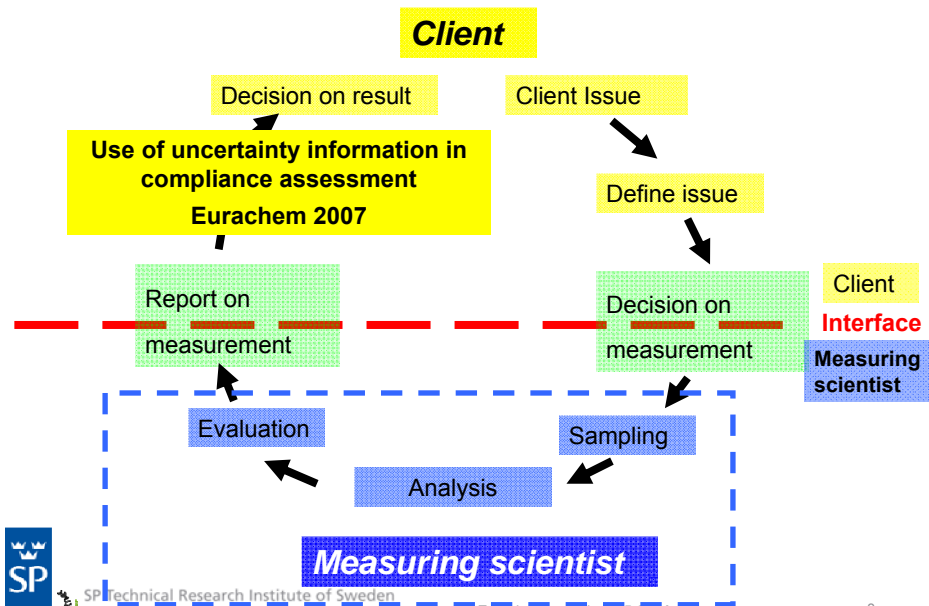 Client
Decision on result
Client Issue
Use of uncertainty information in
compliance assessment
Eurachem 2007
Define issue
Report on
measurement
Decision on
measurement
Client
Interface
Measuring
scientist
Evaluation
Sampling
Analysis
Measuring scientist
SP
SP Technical Research Institute of Sweden